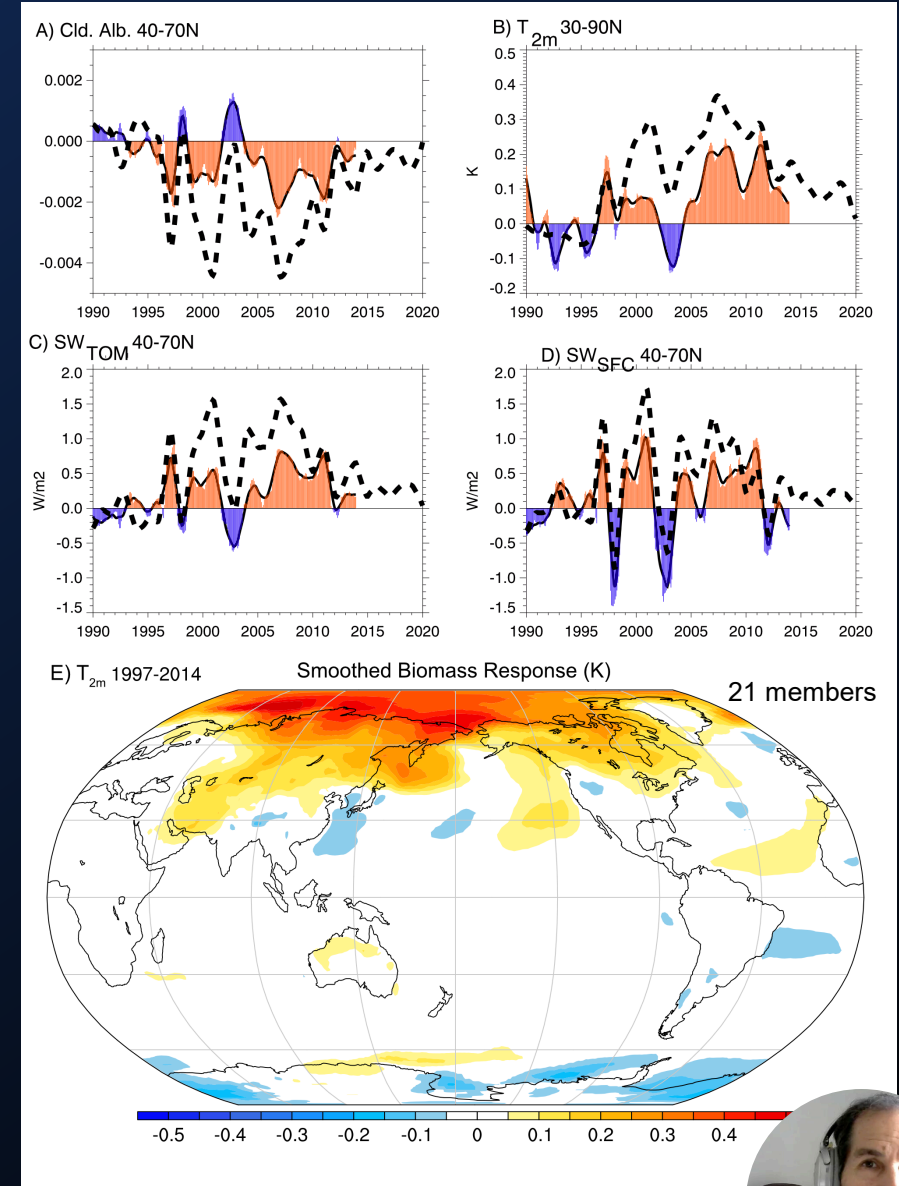 A) Cld. Alb. 40-70N
0.002
0.000
-0.002
-0.004
1990 1995 2000 2005 2010 2015 2020
B) T2m 30-90N
0.5
0.4
0.3
0.2
0.1
0.0
-0.1
-0.2
K
1990 1995 2000 2005 2010 2015 2020
C) SWTOM 40-70N
2.0
1.5
1.0
0.5
0.0
-0.5
-1.0
-1.5
W/m2
1990 1995 2000 2005 2010 2015 2020
D) SWSFC 40-70N
2.0
1.5
1.0
0.5
0.0
-0.5
-1.0
-1.5
W/m2
1990 1995 2000 2005 2010 2015 2020
E) T2m 1997-2014 Smoothed Biomass Response (K)
21 members
-0.5 -0.4 -0.3 -0.2 -0.1 0 0.1 0.2 0.3 0.4